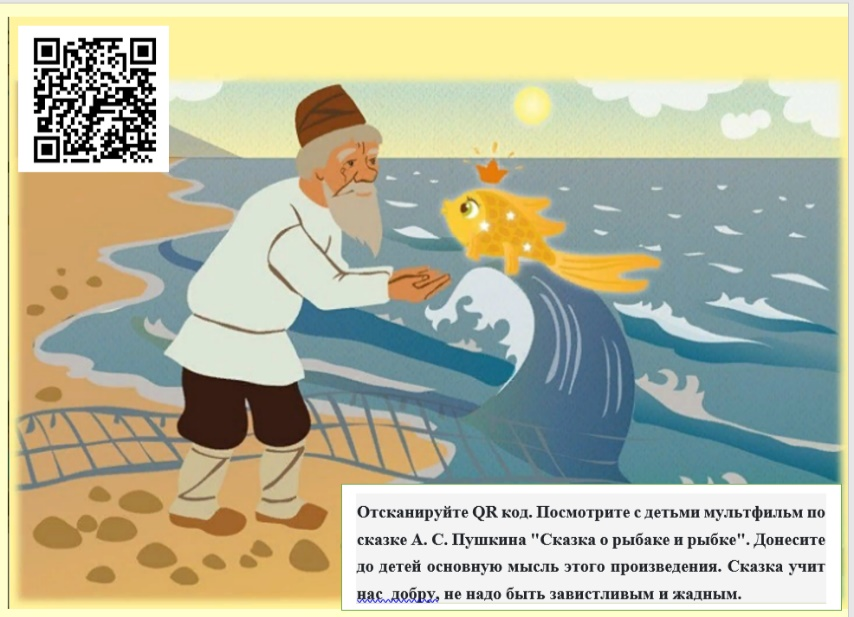 Отсканируйте QR код. Посмотрите с детьми мультфильм по
сказке А. С. Пушкина "Сказка о рыбаке и рыбке". Донесите
до детей основную мысль этого произведения. Сказка учит
нас добру, не надо быть завистливым и жадным.